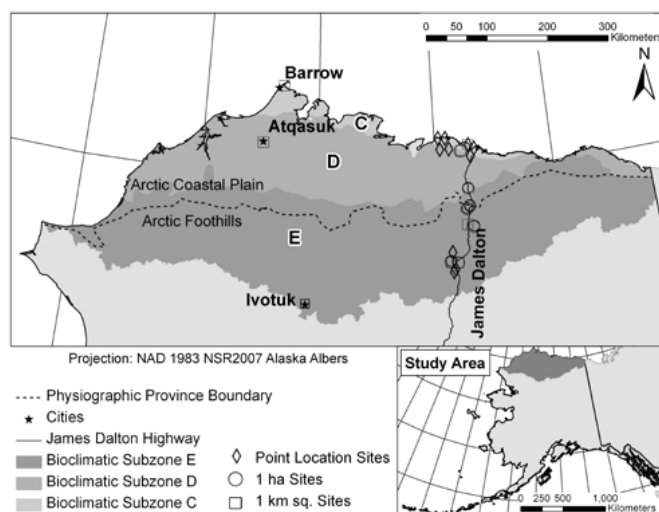 0 50 100 200 300
Kilometers
N
Barrow
C
Atqasuk
D
Arctic Coastal Plain
Arctic Foothills
E
James Dalton
Ivotuk
Projection: NAD 1983 NSR2007 Alaska Albers
Study Area
Physiographic Province Boundary
Cities
James Dalton Highway
Bioclimatic Subzone E
Bioclimatic Subzone D
Bioclimatic Subzone C
Point Location Sites
1 ha Sites
1 km sq. Sites
0 250 500 1,000
Kilometers